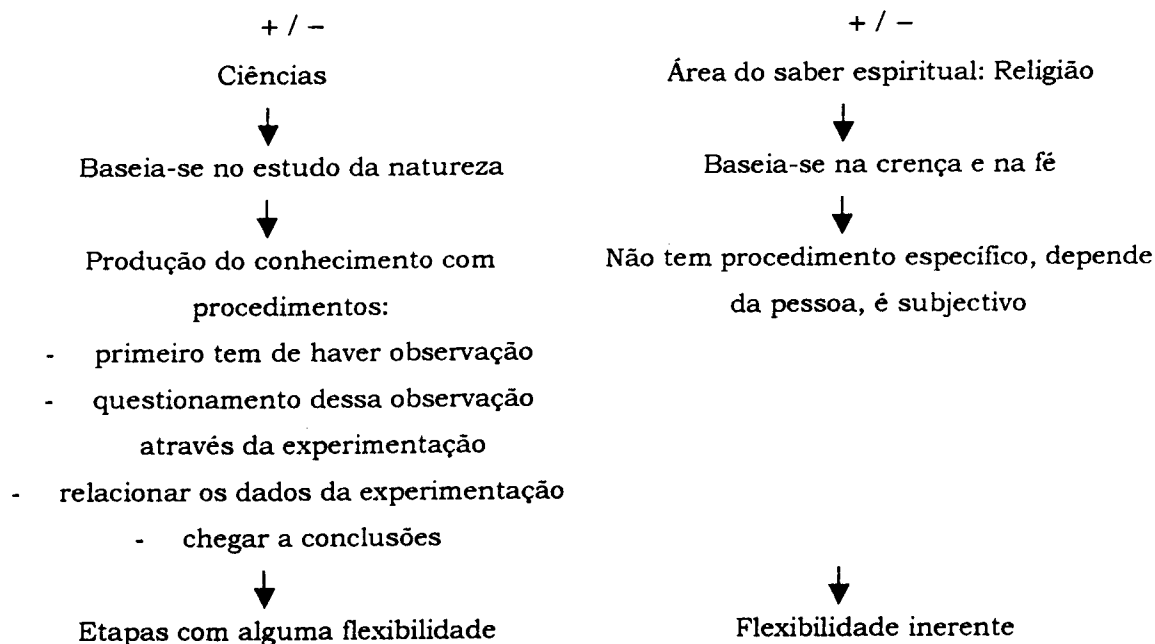 + / −
Ciências
Baseia-se no estudo da natureza
Produção do conhecimento com
procedimentos:
- primeiro tem de haver observação
- questionamento dessa observação
através da experimentação
- relacionar os dados da experimentação
- chegar a conclusões
Etapas com alguma flexibilidade
+ / −
Área do saber espiritual: Religião
Baseia-se na crença e na fé
Não tem procedimento específico, depende
da pessoa, é subjectivo
Flexibilidade inerente